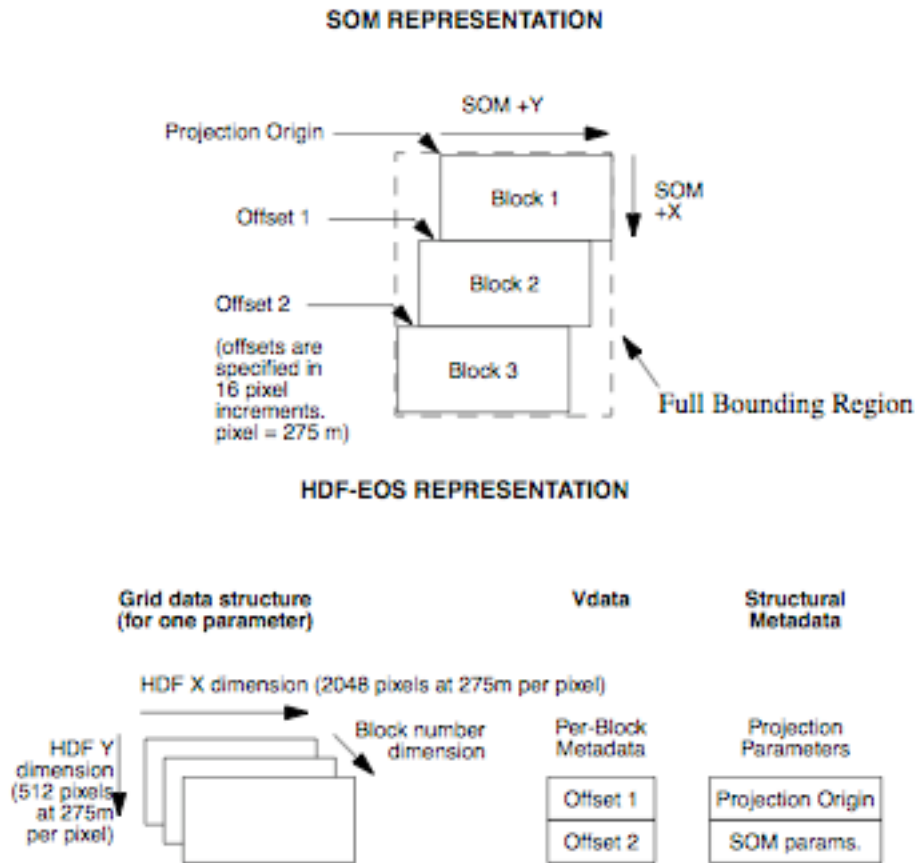 SOM REPRESENTATION
SOM +Y
Projection Origin
Block 1
SOM
+X
Offset 1
Block 2
Offset 2
(offsets are
specified in
16 pixel
increments.
pixel = 275 m)
Block 3
Full Bounding Region
HDF-EOS REPRESENTATION
Grid data structure
(for one parameter)
Vdata
Structural
Metadata
HDF X dimension (2048 pixels at 275m per pixel)
HDF Y
dimension
(512 pixels
at 275m
per pixel)
Block number
dimension
Per-Block
Metadata
Projection
Parameters
Offset 1
Projection Origin
Offset 2
SOM params.